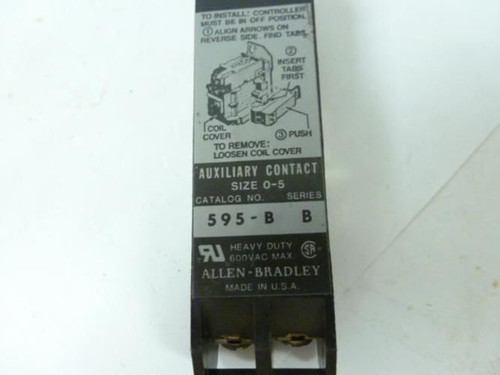 TO INSTALL: CONTROLLER
MUST BE IN OFF POSITION.
① ALIGN ARROWS ON
REVERSE SIDE. FIND TABS.
②
INSERT
TABS
FIRST
COIL
COVER
③ PUSH
TO REMOVE:
LOOSEN COIL COVER
AUXILIARY CONTACT
SIZE 0-5
CATALOG NO. SERIES
595-B B
HEAVY DUTY
600VAC MAX.
ALLEN-BRADLEY
MADE IN U.S.A.